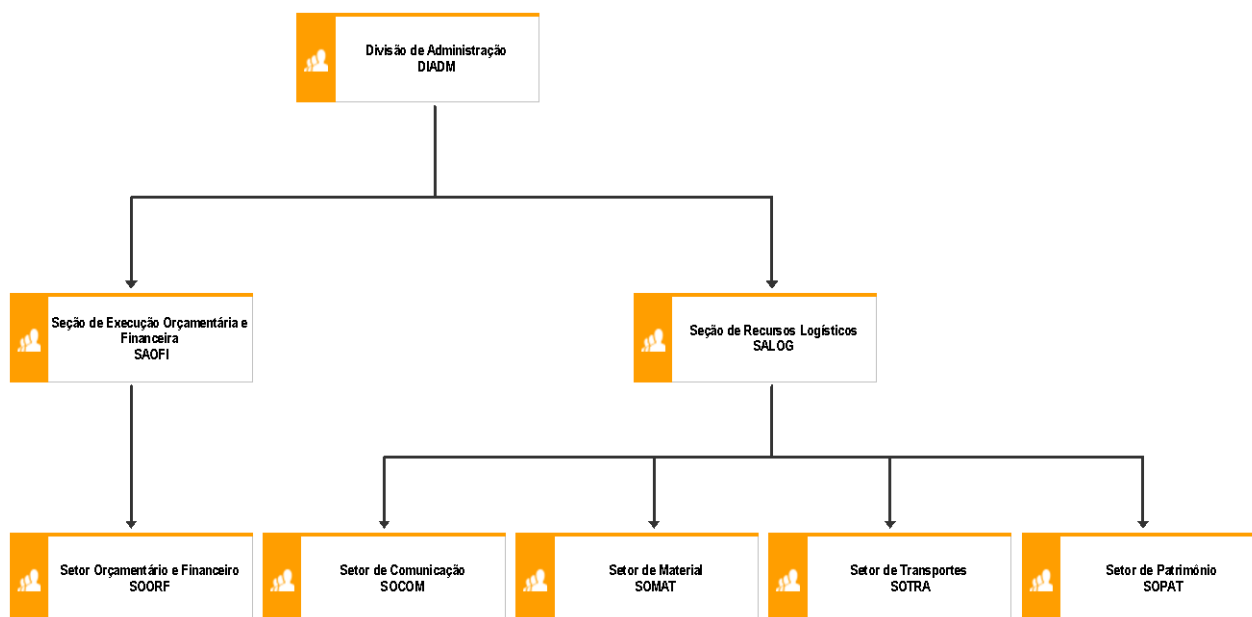 Divisão de Administração
DIADM
Seção de Execução Orçamentária e
Financeira
SAOFI
Seção de Recursos Logísticos
SALOG
Setor Orçamentário e Financeiro
SOORF
Setor de Comunicação
SOCOM
Setor de Material
SOMAT
Setor de Transportes
SOTRA
Setor de Patrimônio
SOPAT